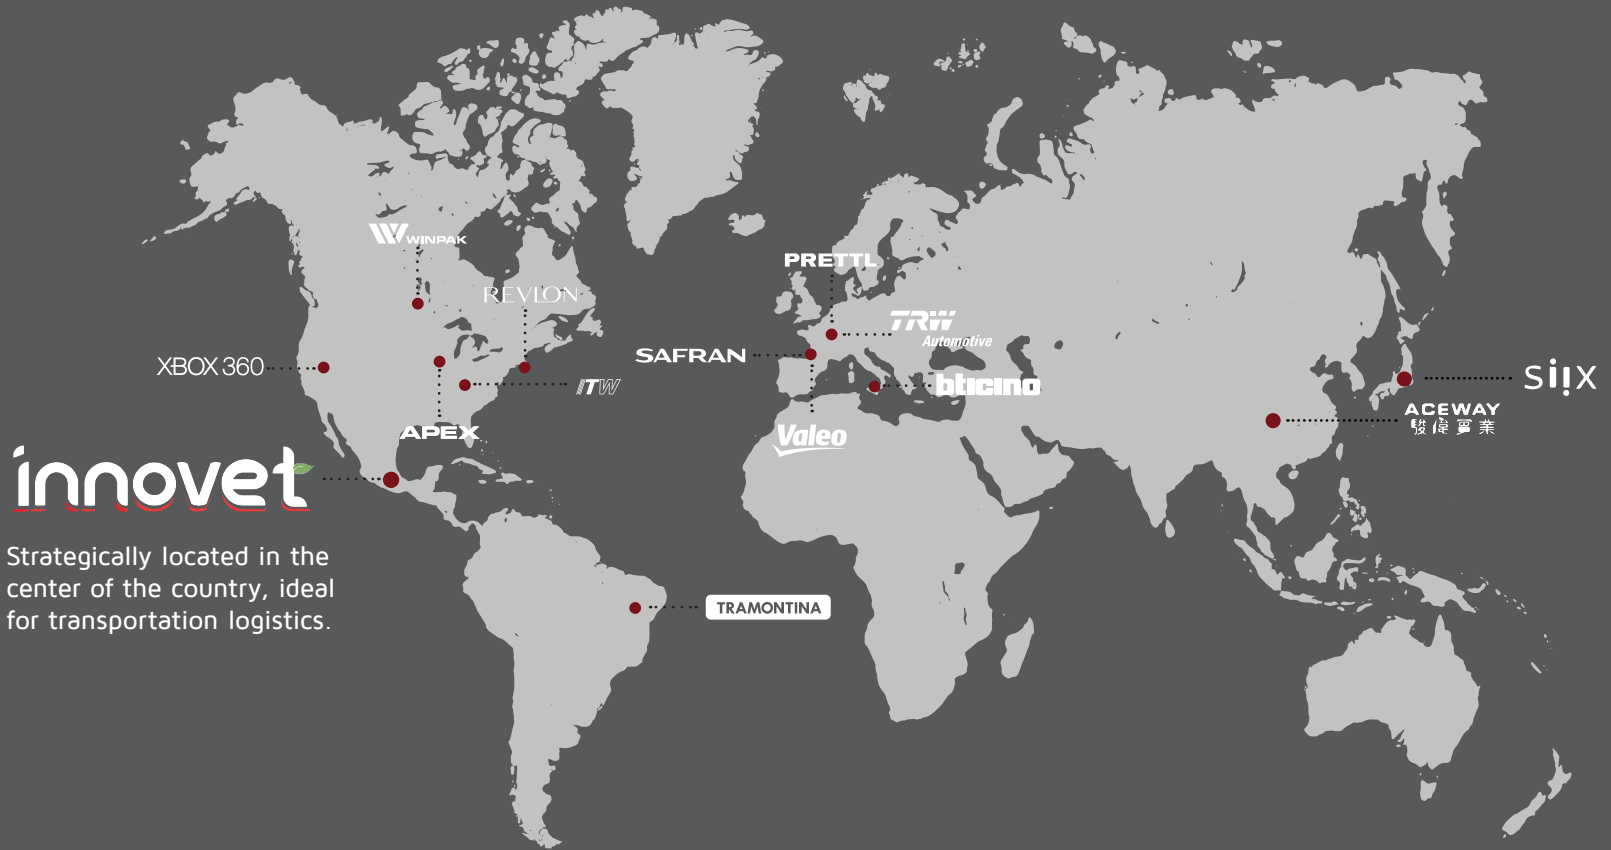 WINPAK
REVLON
XBOX 360
ITW
APEX
innovet
Strategically located in the
center of the country, ideal
for transportation logistics.
TRAMONTINA
PRETTL
TRW
Automotive
SAFRAN
bticino
Valeo
SIIX
ACEWAY
駿偉實業